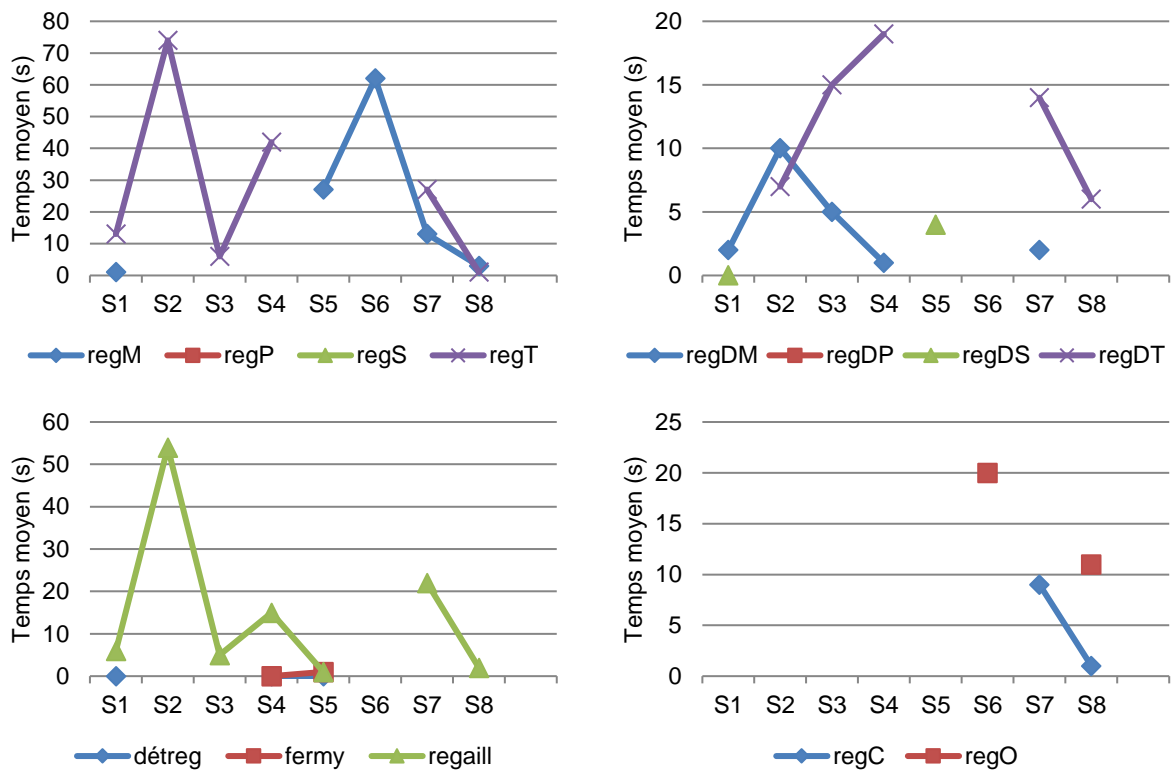 Temps moyen (s)
80
70
60
50
40
30
20
10
0
S1 S2 S3 S4 S5 S6 S7 S8
regM regP regS regT
Temps moyen (s)
20
15
10
5
0
S1 S2 S3 S4 S5 S6 S7 S8
regDM regDP regDS regDT
Temps moyen (s)
60
50
40
30
20
10
0
S1 S2 S3 S4 S5 S6 S7 S8
détreg fermy regaill
Temps moyen (s)
25
20
15
10
5
0
S1 S2 S3 S4 S5 S6 S7 S8
regC regO